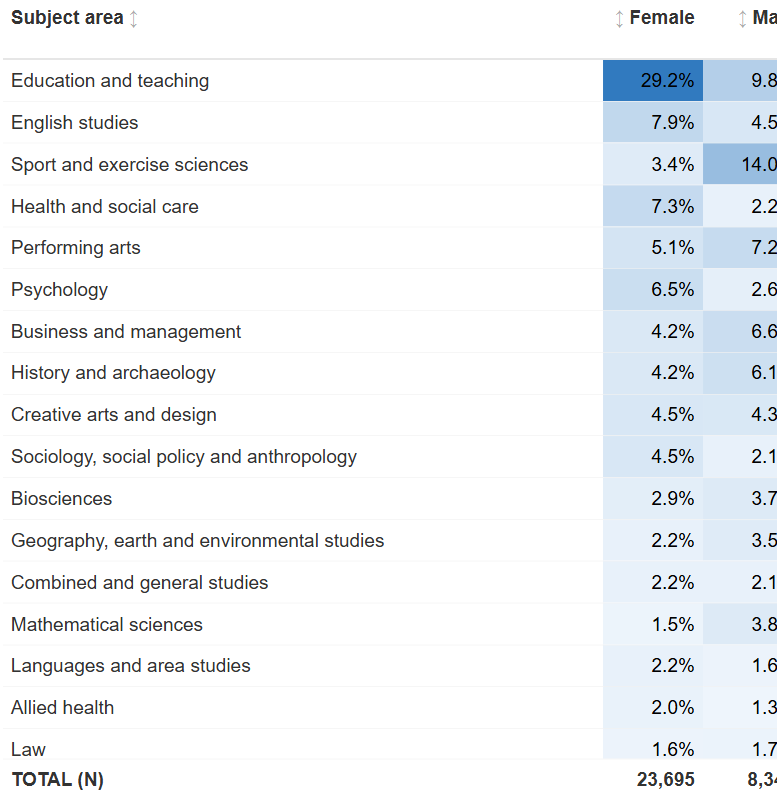 Subject area Female Ma
Education and teaching 29.2% 9.8
English studies 7.9% 4.5
Sport and exercise sciences 3.4% 14.0
Health and social care 7.3% 2.2
Performing arts 5.1% 7.2
Psychology 6.5% 2.6
Business and management 4.2% 6.6
History and archaeology 4.2% 6.1
Creative arts and design 4.5% 4.3
Sociology, social policy and anthropology 4.5% 2.1
Biosciences 2.9% 3.7
Geography, earth and environmental studies 2.2% 3.5
Combined and general studies 2.2% 2.1
Mathematical sciences 1.5% 3.8
Languages and area studies 2.2% 1.6
Allied health 2.0% 1.3
Law 1.6% 1.7
TOTAL (N) 23,695 8,34